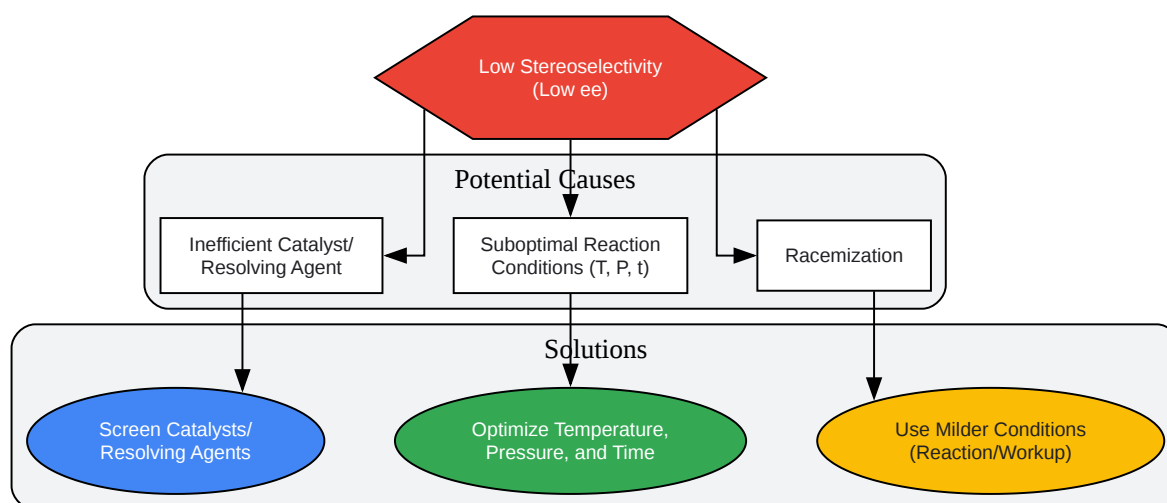 Low Stereoselectivity
(Low ee)
Potential Causes
Inefficient Catalyst/
Resolving Agent
Suboptimal Reaction
Conditions (T, P, t)
Racemization
Solutions
Screen Catalysts/
Resolving Agents
Optimize Temperature,
Pressure, and Time
Use Milder Conditions
(Reaction/Workup)